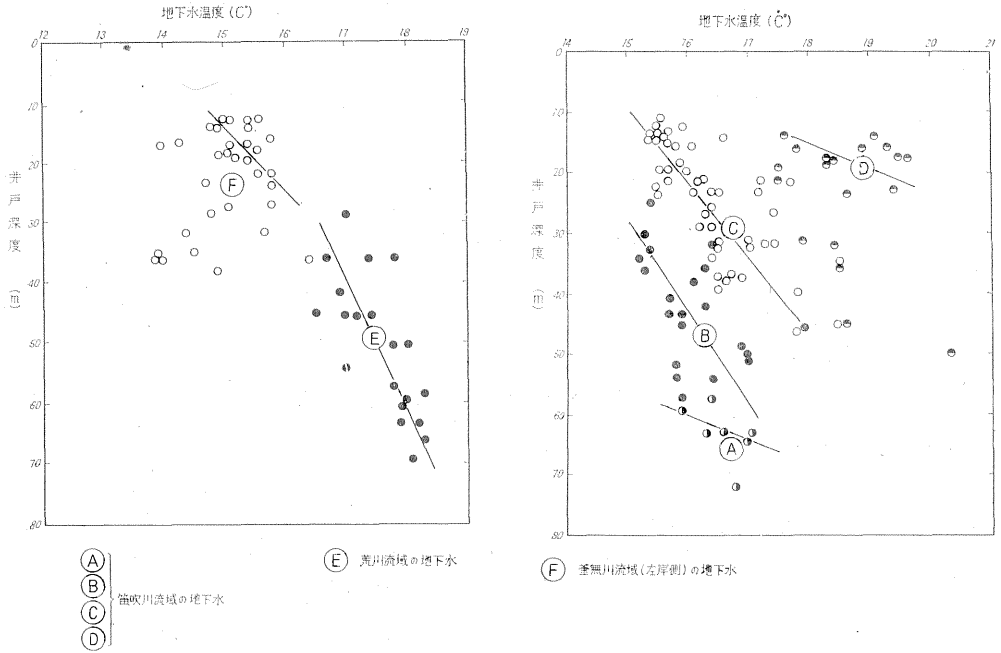 地下水温度 (C°)
12 13 14 15 16 17 18 19
0
10
20
30
40
50
60
70
80
井戸深度 (m)
F
E
地下水温度 (C°)
14 15 16 17 18 19 20 21
0
10
20
30
40
50
60
70
80
井戸深度 (m)
D
C
B
A
A
B
C
D
笛吹川流域の地下水
E 荒川流域の地下水
F 釜無川流域(左岸側)の地下水